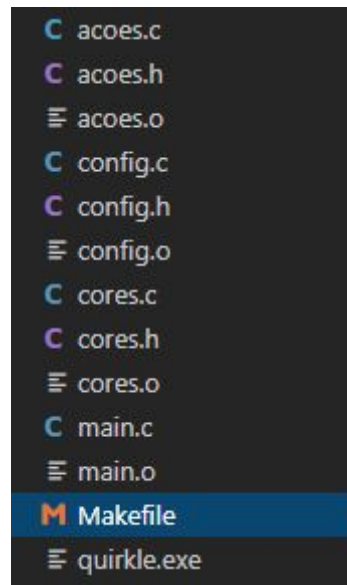 C acoes.c
C acoes.h
acoes.o
C config.c
C config.h
config.o
C cores.c
C cores.h
cores.o
C main.c
main.o
M Makefile
quirkle.exe